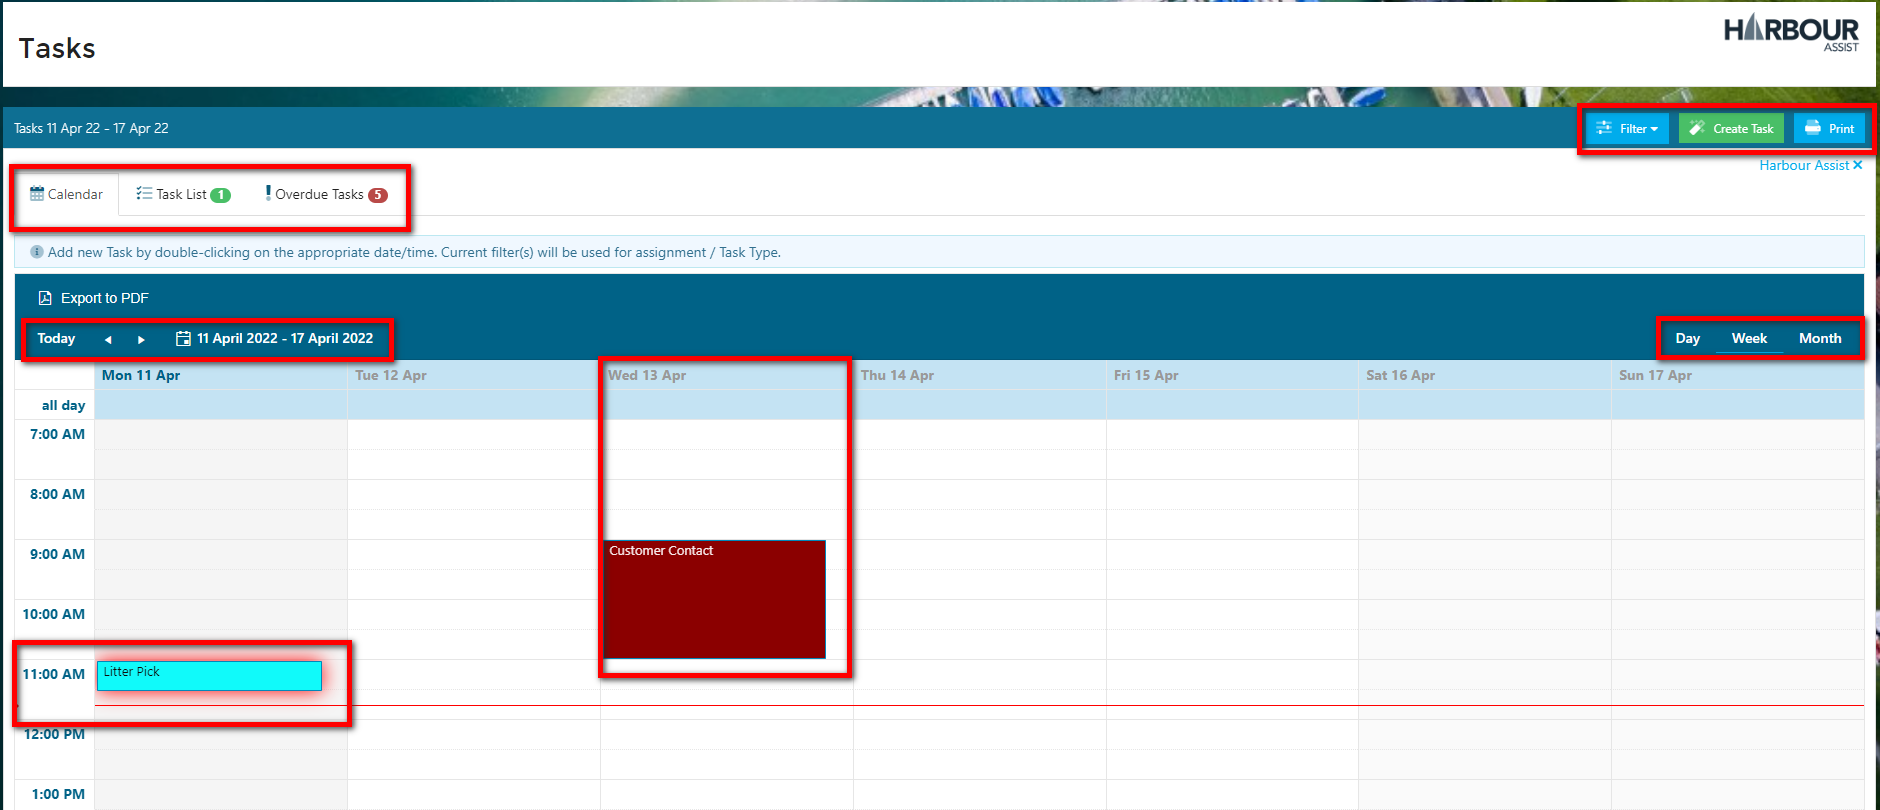 Tasks
HARBOUR
ASSIST
Tasks 11 Apr 22 - 17 Apr 22
Filter
Create Task
Print
Harbour Assist ✕
Calendar
Task List 1
Overdue Tasks 5
Add new Task by double-clicking on the appropriate date/time. Current filter(s) will be used for assignment / Task Type.
Export to PDF
Today
11 April 2022 - 17 April 2022
Day
Week
Month
Mon 11 Apr
Tue 12 Apr
Wed 13 Apr
Thu 14 Apr
Fri 15 Apr
Sat 16 Apr
Sun 17 Apr
all day
7:00 AM
8:00 AM
9:00 AM
Customer Contact
10:00 AM
11:00 AM
Litter Pick
12:00 PM
1:00 PM